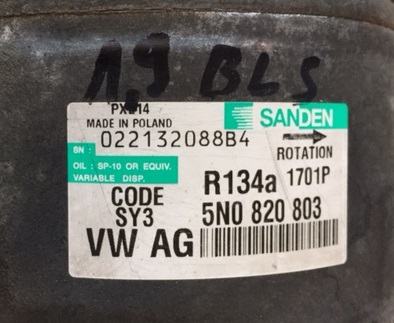 1,9 BLS
PXE14
SANDEN
MADE IN POLAND
022132088B4
SN :
ROTATION
OIL : SP-10 OR EQUIV.
VARIABLE DISP.
R134a 1701P
CODE
SY3
5N0 820 803
VW AG